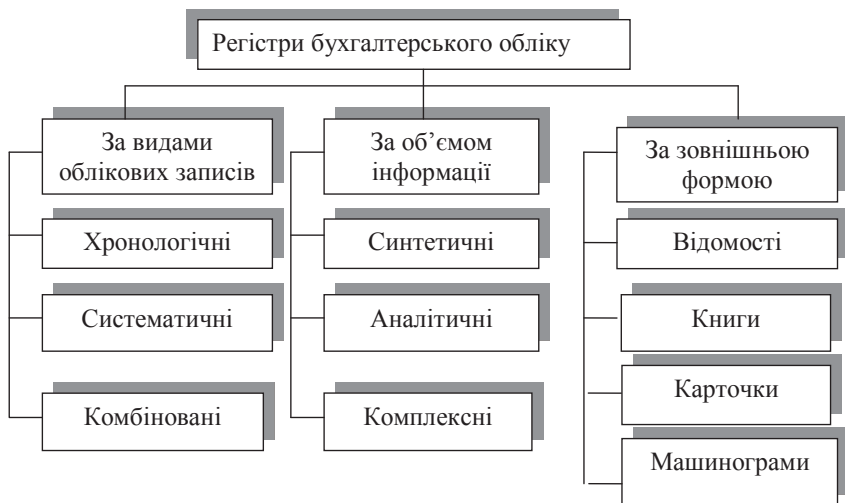 Регістри бухгалтерського обліку
За видами
облікових записів
Хронологічні
Систематичні
Комбіновані
За об’ємом
інформації
Синтетичні
Аналітичні
Комплексні
За зовнішньою
формою
Відомості
Книги
Карточки
Машинограми